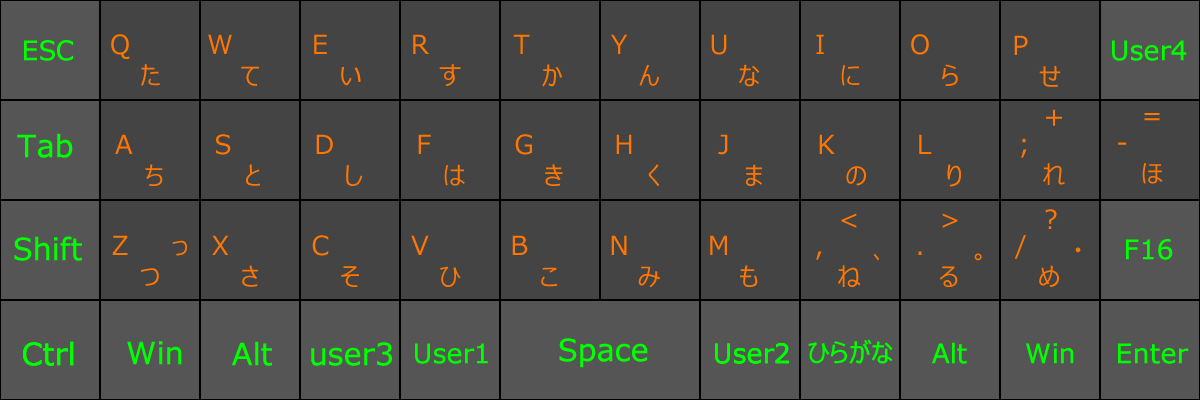 ESC Q た W て E い R す T か Y ん U な I に O ら P せ User4
Tab A ち S と D し F は G き H く J ま K の L り + ; れ = - ほ
Shift Z っ つ X さ C そ V ひ B こ N み M も < , 、 ね > . 。 る ? / ・ め F16
Ctrl Win Alt user3 User1 Space User2 ひらがな Alt Win Enter